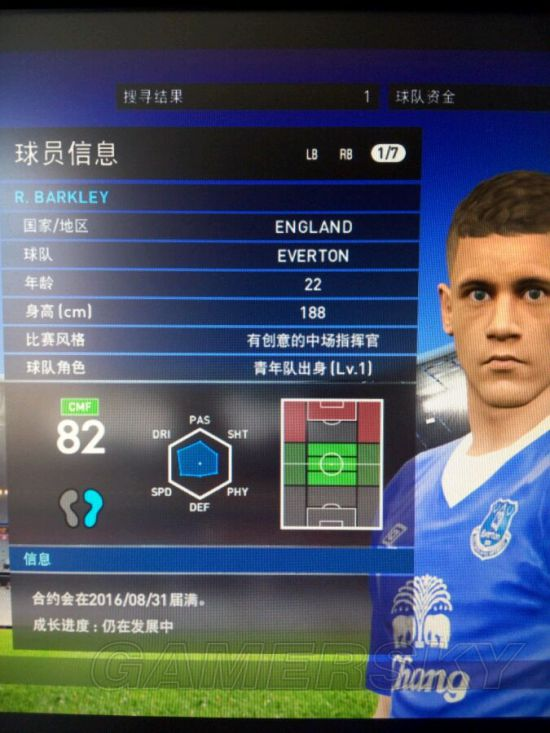 搜寻结果 1 球队资金
球员信息 LB RB 1/7
R. BARKLEY
国家/地区 ENGLAND
球队 EVERTON
年龄 22
身高(cm) 188
比赛风格 有创意的中场指挥官
球队角色 青年队出身(Lv.1)
CMF
82
PAS
DRI SHT
SPD PHY
DEF
信息
合约会在2016/08/31届满。
成长进度:仍在发展中
Everton
Chang
GAMERSKY